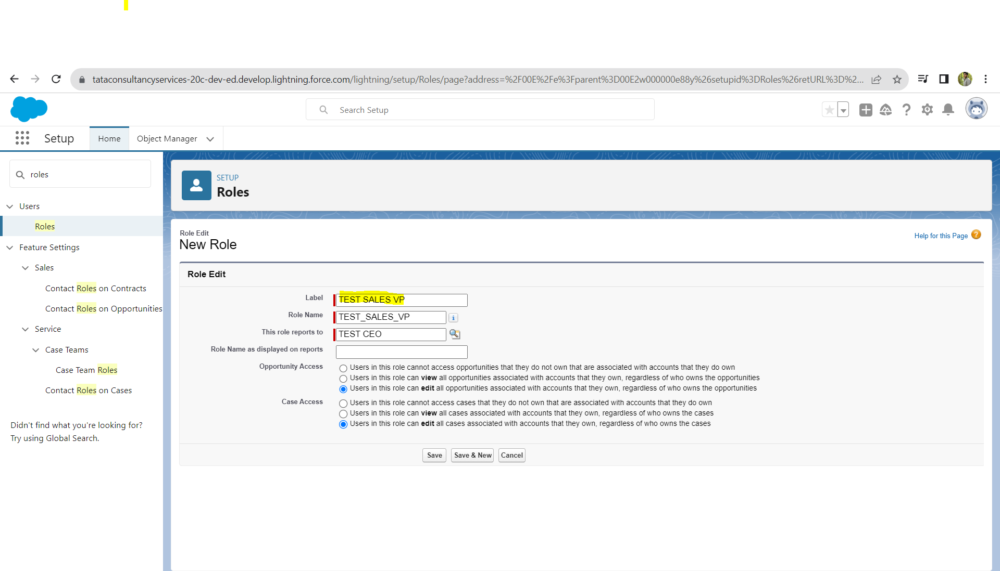 tataconsultancyservices-20c-dev-ed.develop.lightning.force.com/lightning/setup/Roles/page?address=%2F00E%2Fe%3Fparent%3D00E2w000000e88y%26setupid%3DRoles%26retURL%3D%2...
Search Setup
Setup
Home
Object Manager
roles
Users
Roles
Feature Settings
Sales
Contact Roles on Contracts
Contact Roles on Opportunities
Service
Case Teams
Case Team Roles
Contact Roles on Cases
Didn't find what you're looking for?
Try using Global Search.
SETUP
Roles
Role Edit
New Role
Help for this Page ?
Role Edit
Label TEST SALES VP
Role Name TEST_SALES_VP i
This role reports to TEST CEO
Role Name as displayed on reports
Opportunity Access Users in this role cannot access opportunities that they do not own that are associated with accounts that they do own
Users in this role can view all opportunities associated with accounts that they own, regardless of who owns the opportunities
Users in this role can edit all opportunities associated with accounts that they own, regardless of who owns the opportunities
Case Access Users in this role cannot access cases that they do not own that are associated with accounts that they do own
Users in this role can view all cases associated with accounts that they own, regardless of who owns the cases
Users in this role can edit all cases associated with accounts that they own, regardless of who owns the cases
Save Save & New Cancel